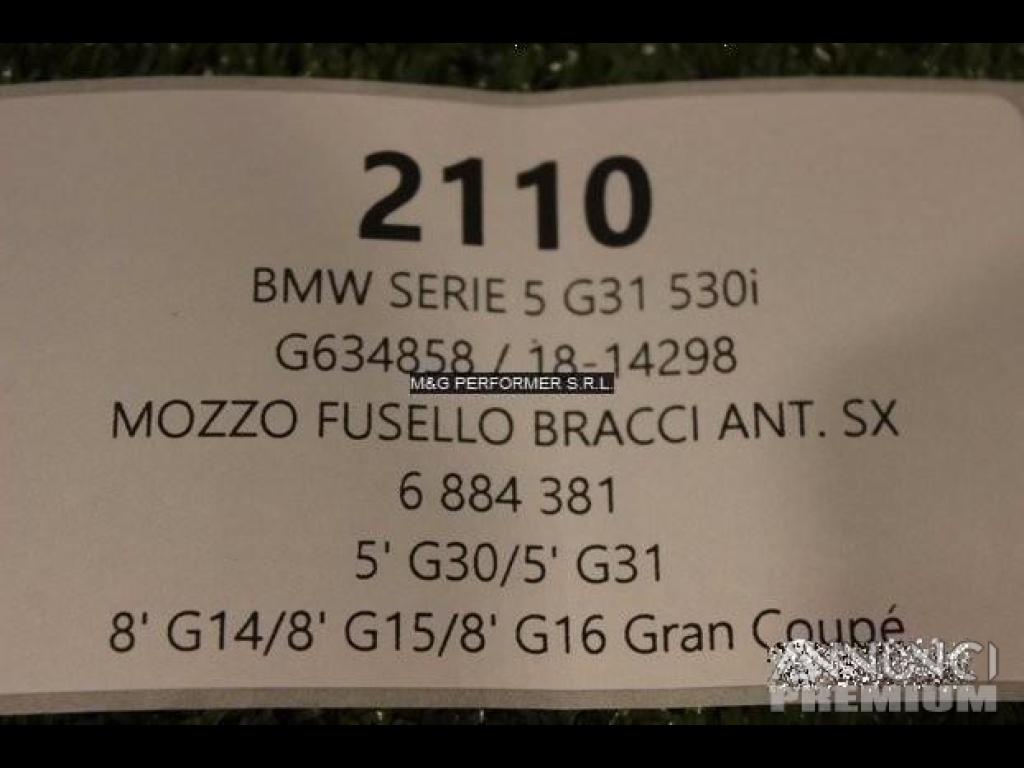 2110
BMW SERIE 5 G31 530i
G634858 / 18-14298
M&G PERFORMER S.R.L.
MOZZO FUSELLO BRACCI ANT. SX
6 884 381
5' G30/5' G31
8' G14/8' G15/8' G16 Gran Coupé
ANNUNCI
PREMIUM